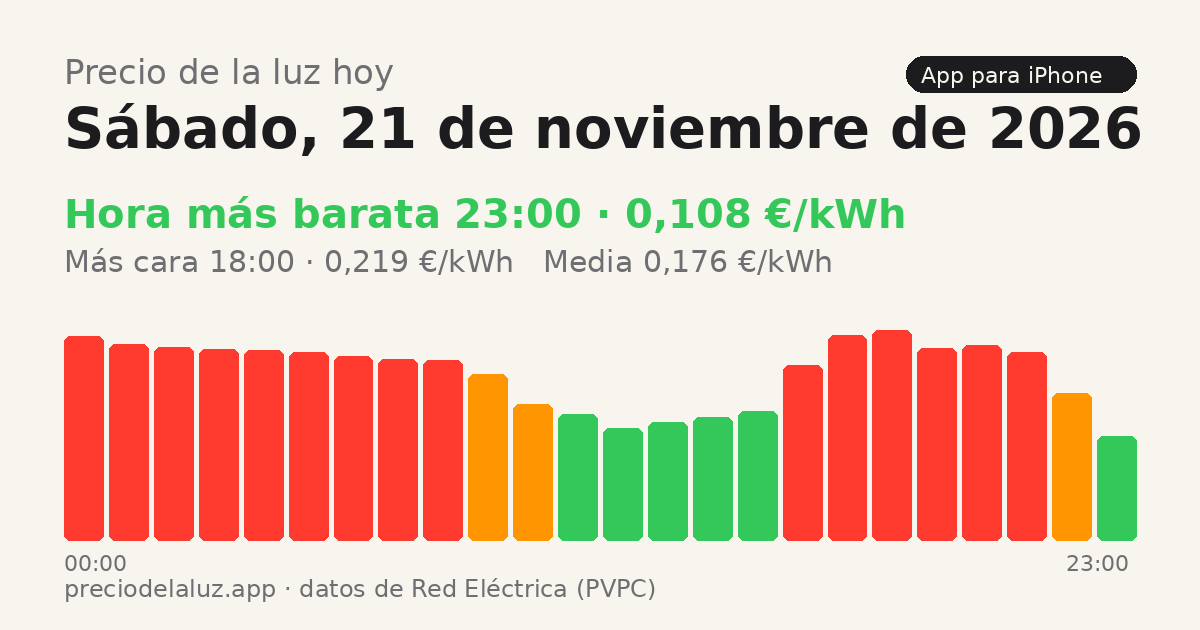 Precio de la luz hoy
App para iPhone
Sábado, 21 de noviembre de 2026
Hora más barata 23:00 · 0,108 €/kWh
Más cara 18:00 · 0,219 €/kWh   Media 0,176 €/kWh
00:00
23:00
preciodelaluz.app · datos de Red Eléctrica (PVPC)